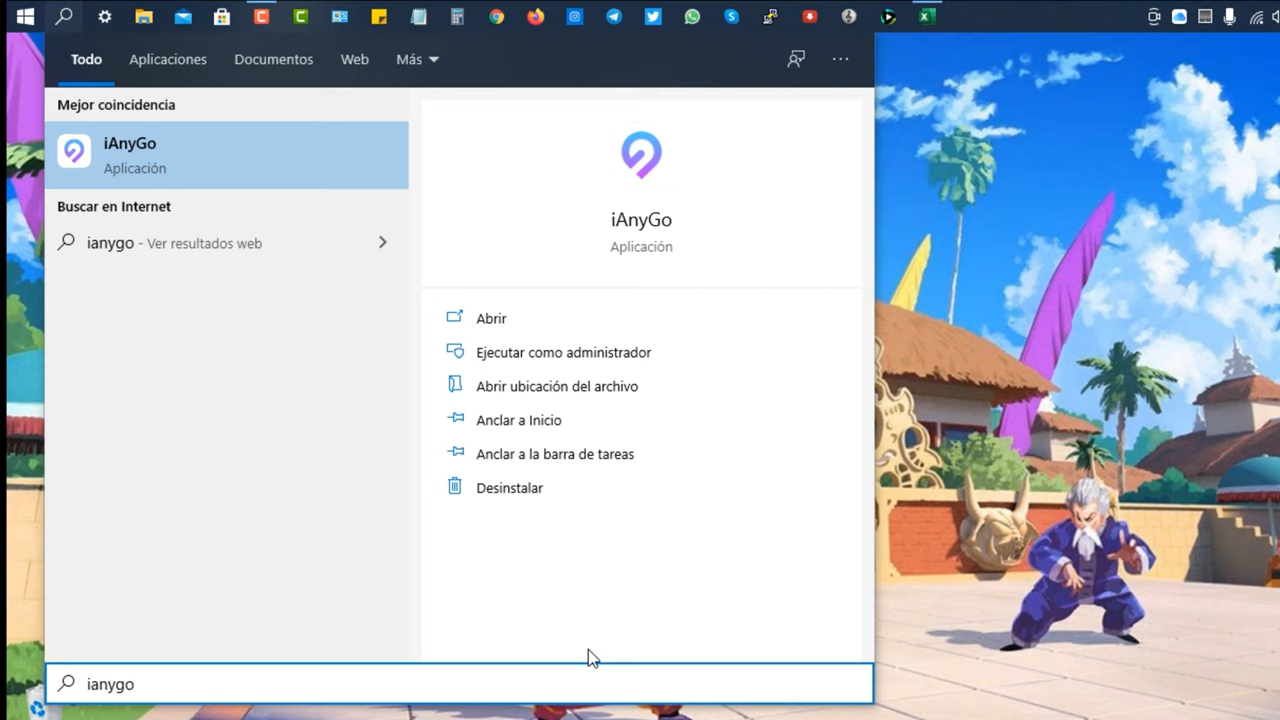 Todo Aplicaciones Documentos Web Más
Mejor coincidencia
iAnyGo
Aplicación
Buscar en Internet
ianygo - Ver resultados web
iAnyGo
Aplicación
Abrir
Ejecutar como administrador
Abrir ubicación del archivo
Anclar a Inicio
Anclar a la barra de tareas
Desinstalar
ianygo